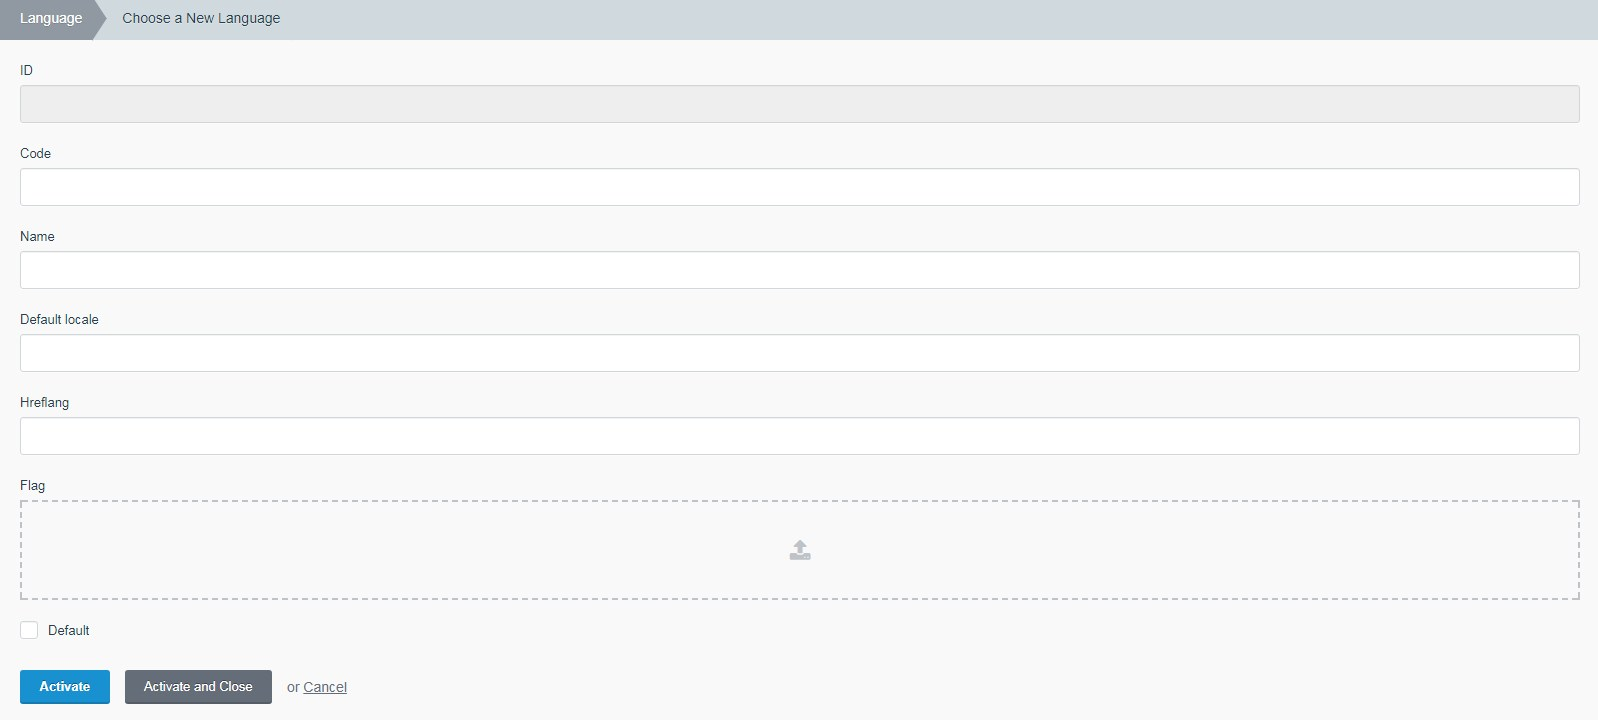 Language
Choose a New Language
ID
Code
Name
Default locale
Hreflang
Flag
Default
Activate
Activate and Close
or Cancel